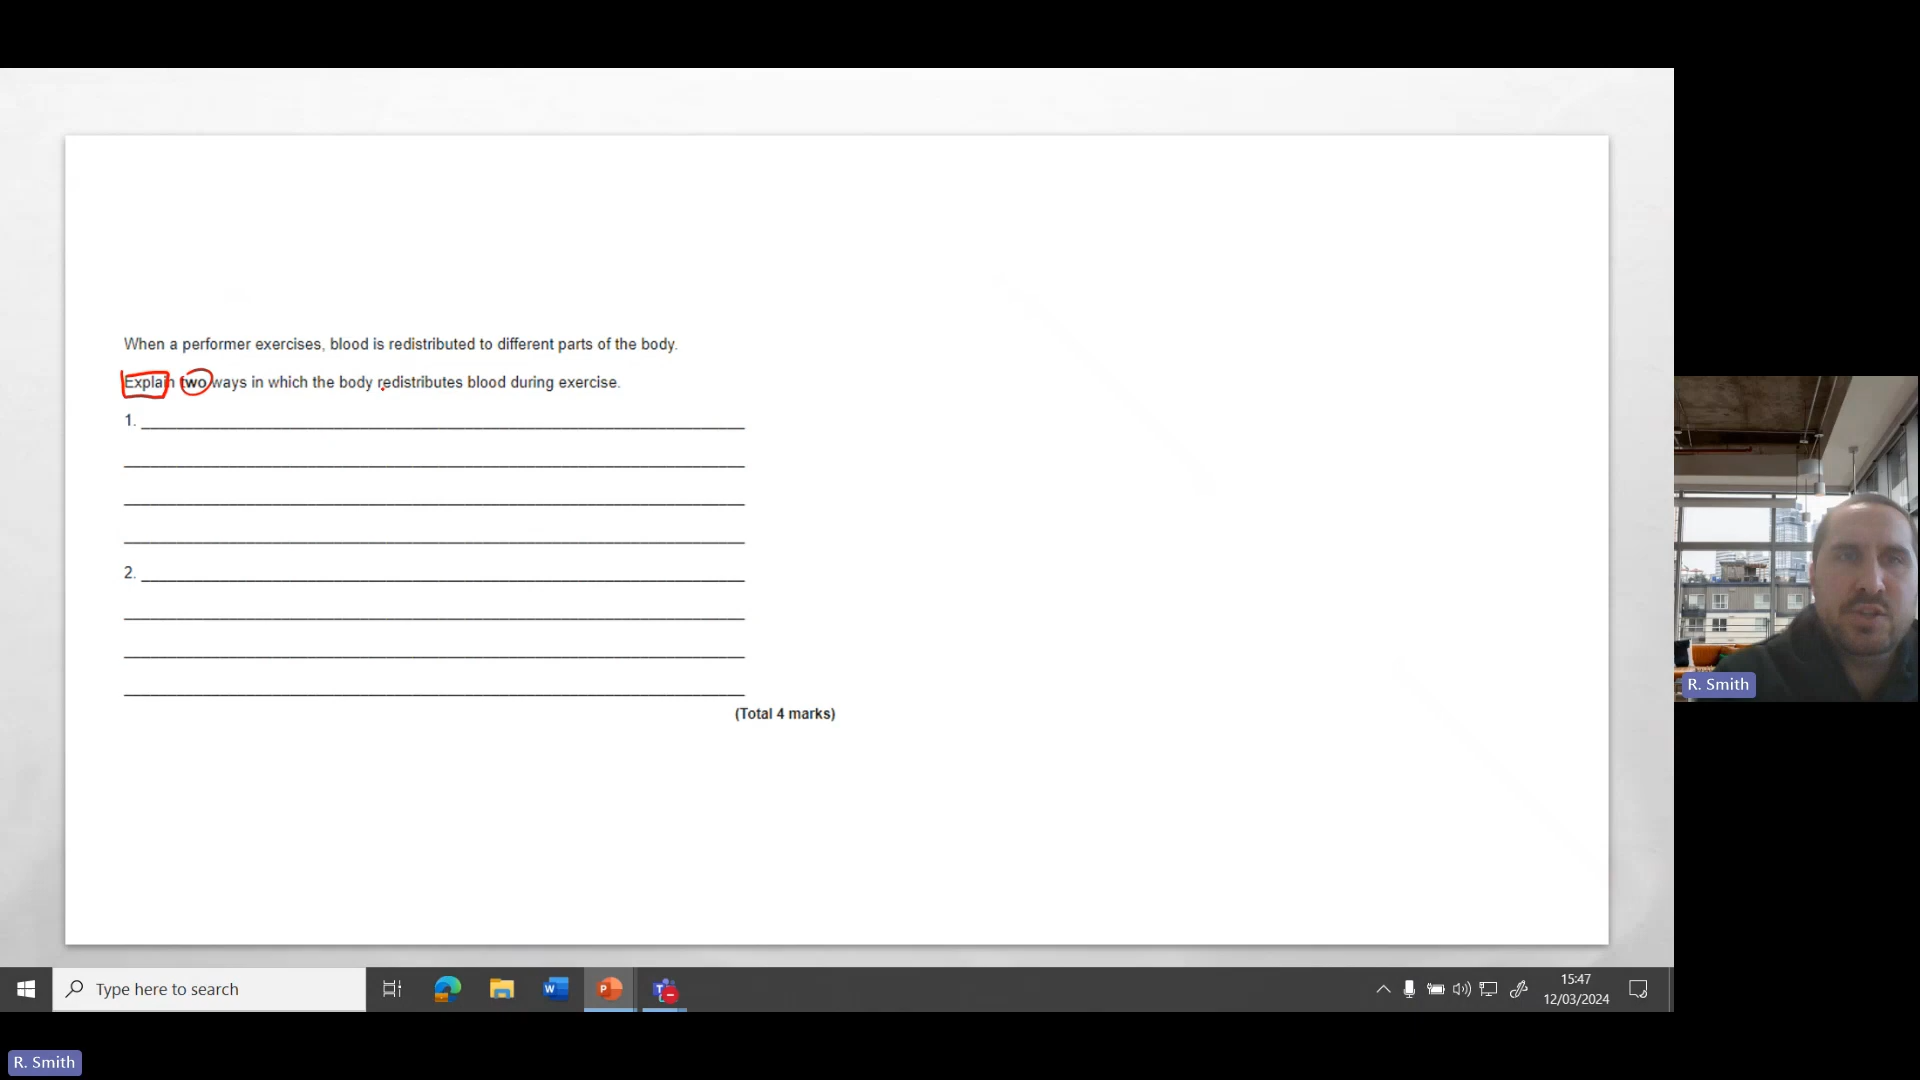 When a performer exercises, blood is redistributed to different parts of the body.
Explain two ways in which the body redistributes blood during exercise.
1.
2.
(Total 4 marks)
R. Smith
Type here to search
15:47
12/03/2024
R. Smith